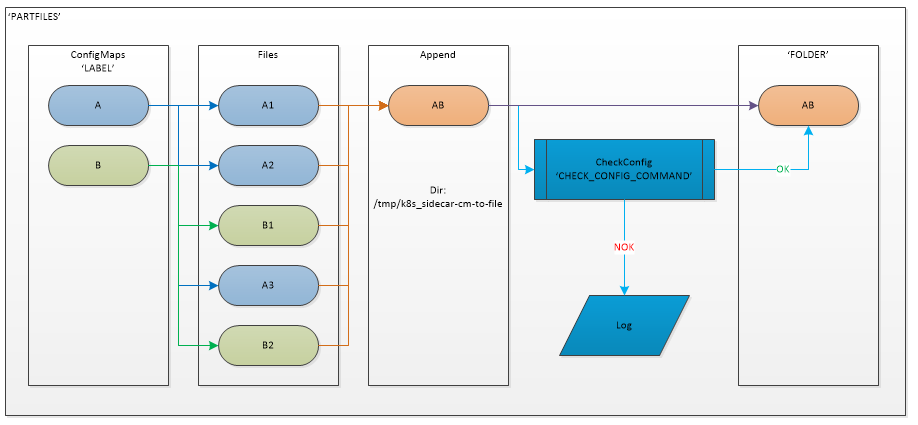 ‘PARTFILES’
ConfigMaps
‘LABEL’
A
B
Files
A1
A2
B1
A3
B2
Append
AB
Dir:
/tmp/k8s_sidecar-cm-to-file
CheckConfig
‘CHECK_CONFIG_COMMAND’
OK
NOK
Log
‘FOLDER’
AB